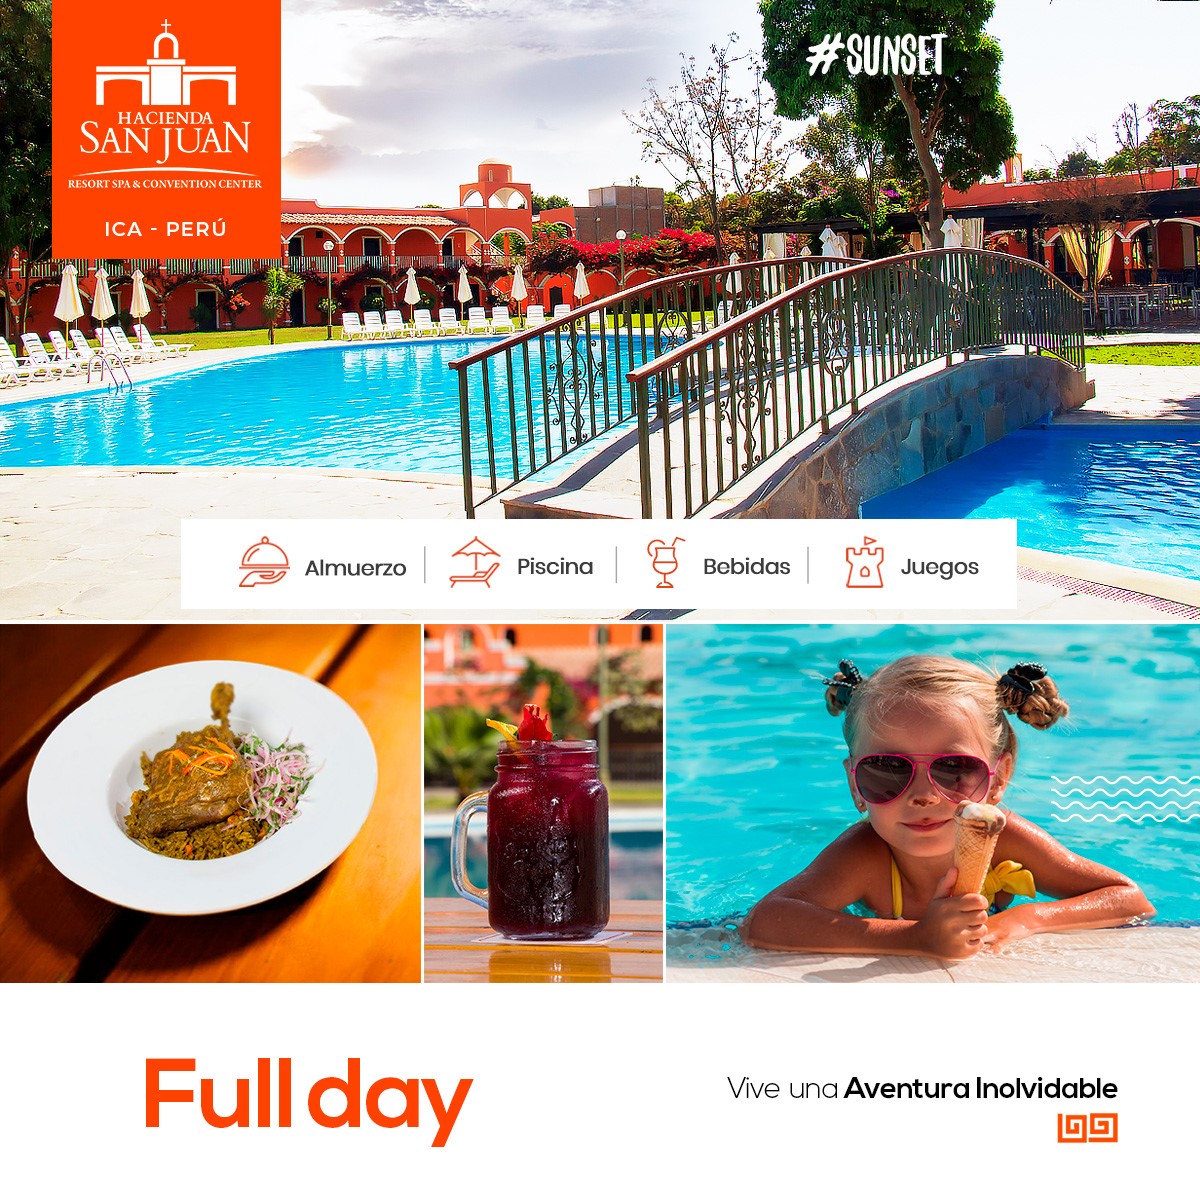 HACIENDA
SAN JUAN
RESORT SPA & CONVENTION CENTER
ICA - PERÚ
#SUNSET
Almuerzo
Piscina
Bebidas
Juegos
Full day
Vive una Aventura Inolvidable